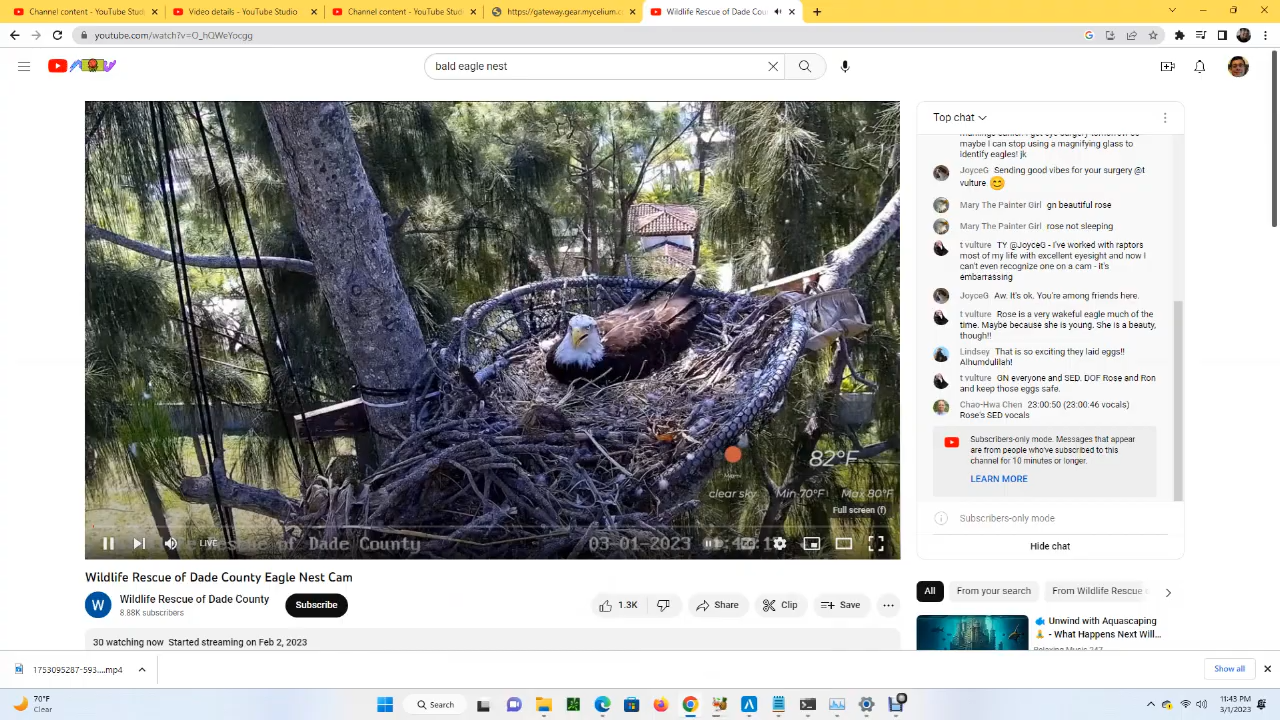 Channel content - YouTube Studio
Video details - YouTube Studio
Channel content - YouTube Studi
https://gateway.gear.mycelium.c
Wildlife Rescue of Dade Cou
youtube.com/watch?v=O_hQWeYocgg
bald eagle nest
Top chat
maybe I can stop using a magnifying glass to
identify eagles! jk
JoyceG Sending good vibes for your surgery @t
vulture
Mary The Painter Girl gn beautiful rose
Mary The Painter Girl rose not sleeping
t vulture TY @JoyceG - I've worked with raptors
most of my life with excellent eyesight and now I
can't even recognize one on a cam - it's
embarrassing
JoyceG Aw. It's ok. You're among friends here.
t vulture Rose is a very wakeful eagle much of the
time. Maybe because she is young. She is a beauty,
though!!
Lindsey That is so exciting they laid eggs!!
Alhumdulilah!
t vulture GN everyone and SED. DOF Rose and Ron
and keep those eggs safe.
Chao-Hwa Chen 23:00:50 (23:00:46 vocals)
Rose's SED vocals
Subscribers-only mode. Messages that appear
are from people who've subscribed to this
channel for 10 minutes or longer.
LEARN MORE
Subscribers-only mode
Hide chat
82°F
Miami
clear sky Min 70°F Max 80°F
Full screen (f)
LIVE
of Dade County
03-01-2023
Wildlife Rescue of Dade County Eagle Nest Cam
W
Wildlife Rescue of Dade County
8.88K subscribers
Subscribe
1.3K
Share
Clip
Save
30 watching now Started streaming on Feb 2, 2023
All
From your search
From Wildlife Rescue
Unwind with Aquascaping
- What Happens Next Will...
Relaxing Music 247
1753095287-593....mp4
Show all
70°F
Clear
Search
11:43 PM
3/1/2023